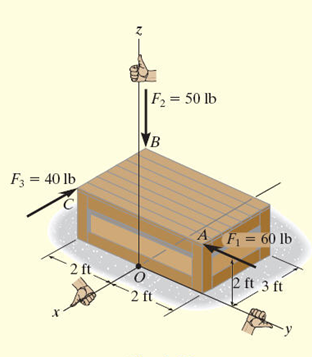 z
F₂ = 50 lb
B
F₃ = 40 lb
C
A
F₁ = 60 lb
2 ft
O
2 ft
2 ft
3 ft
x
y